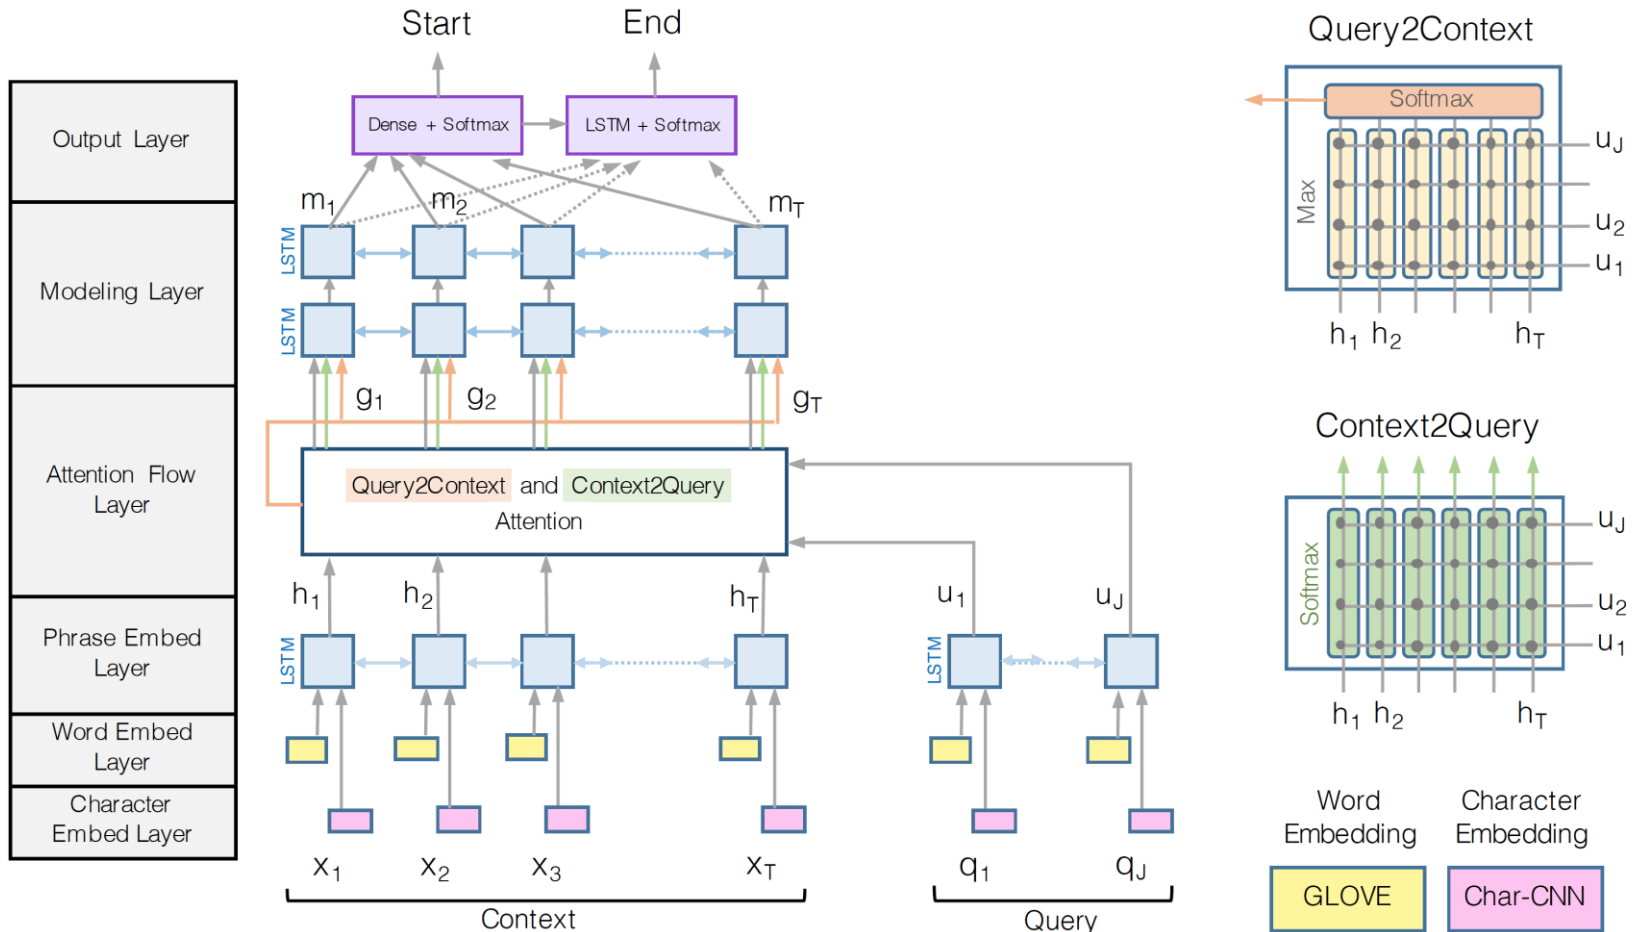 Start
End
Dense + Softmax
LSTM + Softmax
m1
m2
mT
LSTM
LSTM
g1
g2
gT
Query2Context and Context2Query
Attention
h1
h2
hT
u1
uJ
LSTM
LSTM
x1
x2
x3
xT
q1
qJ
Context
Query
Output Layer
Modeling Layer
Attention Flow
Layer
Phrase Embed
Layer
Word Embed
Layer
Character
Embed Layer
Query2Context
Softmax
Max
uJ
u2
u1
h1
h2
hT
Context2Query
Softmax
uJ
u2
u1
h1
h2
hT
Word
Embedding
GLOVE
Character
Embedding
Char-CNN